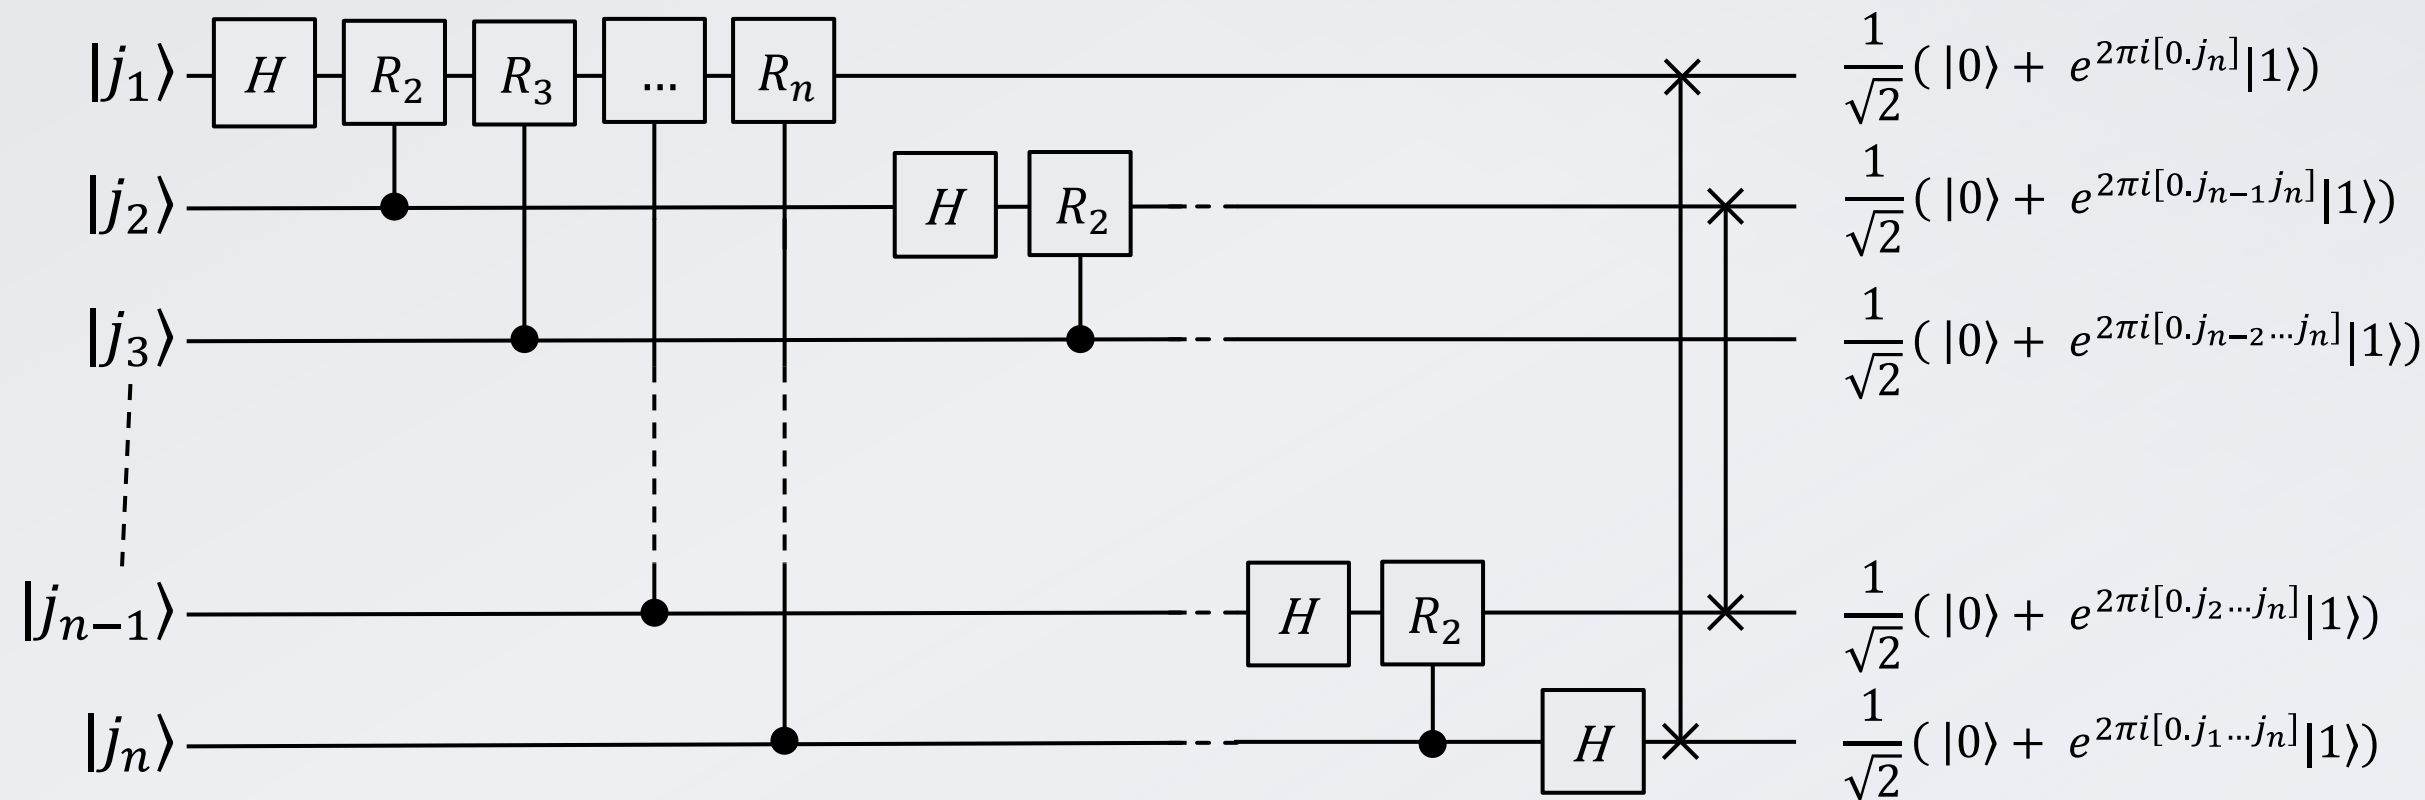 |j₁⟩ H R₂ R₃ ... Rₙ 1/√2 ( |0⟩ + e^{2πi[0.jₙ]}|1⟩)
|j₂⟩ H R₂ 1/√2 ( |0⟩ + e^{2πi[0.jₙ₋₁jₙ]}|1⟩)
|j₃⟩ 1/√2 ( |0⟩ + e^{2πi[0.jₙ₋₂...jₙ]}|1⟩)
|jₙ₋₁⟩ H R₂ 1/√2 ( |0⟩ + e^{2πi[0.j₂...jₙ]}|1⟩)
|jₙ⟩ H 1/√2 ( |0⟩ + e^{2πi[0.j₁...jₙ]}|1⟩)